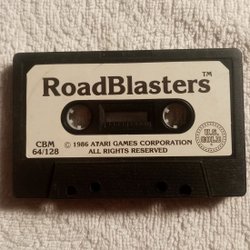 RoadBlasters™
CBM
64/128
© 1986 ATARI GAMES CORPORATION
ALL RIGHTS RESERVED
U.S.
GOLD